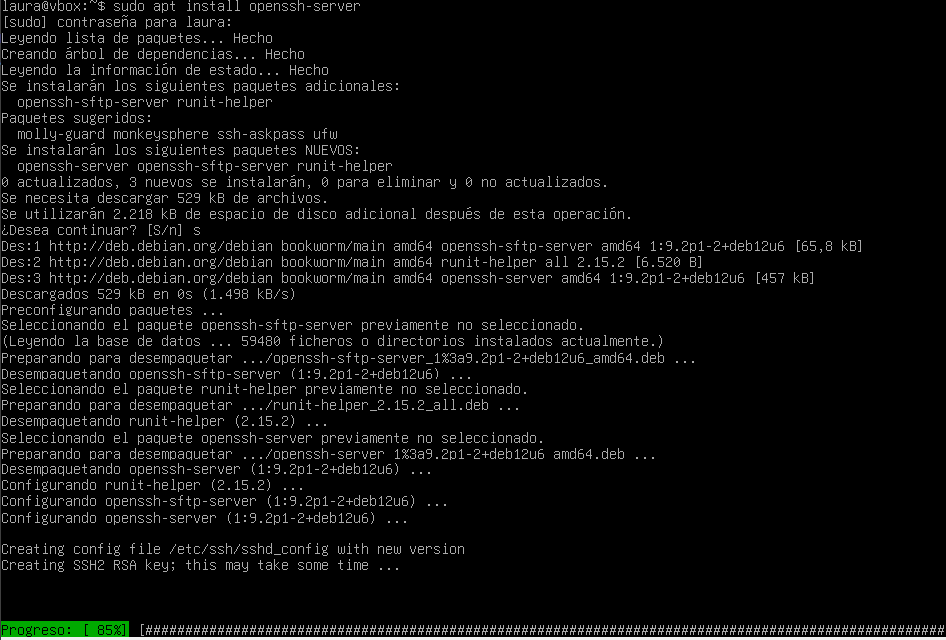 laura@vbox:~$ sudo apt install openssh-server
[sudo] contraseña para laura:
Leyendo lista de paquetes... Hecho
Creando árbol de dependencias... Hecho
Leyendo la información de estado... Hecho
Se instalarán los siguientes paquetes adicionales:
  openssh-sftp-server runit-helper
Paquetes sugeridos:
  molly-guard monkeysphere ssh-askpass ufw
Se instalarán los siguientes paquetes NUEVOS:
  openssh-server openssh-sftp-server runit-helper
0 actualizados, 3 nuevos se instalarán, 0 para eliminar y 0 no actualizados.
Se necesita descargar 529 kB de archivos.
Se utilizarán 2.218 kB de espacio de disco adicional después de esta operación.
¿Desea continuar? [S/n] s
Des:1 http://deb.debian.org/debian bookworm/main amd64 openssh-sftp-server amd64 1:9.2p1-2+deb12u6 [65,8 kB]
Des:2 http://deb.debian.org/debian bookworm/main amd64 runit-helper all 2.15.2 [6.520 B]
Des:3 http://deb.debian.org/debian bookworm/main amd64 openssh-server amd64 1:9.2p1-2+deb12u6 [457 kB]
Descargados 529 kB en 0s (1.498 kB/s)
Preconfigurando paquetes ...
Seleccionando el paquete openssh-sftp-server previamente no seleccionado.
(Leyendo la base de datos ... 59480 ficheros o directorios instalados actualmente.)
Preparando para desempaquetar .../openssh-sftp-server_1%3a9.2p1-2+deb12u6_amd64.deb ...
Desempaquetando openssh-sftp-server (1:9.2p1-2+deb12u6) ...
Seleccionando el paquete runit-helper previamente no seleccionado.
Preparando para desempaquetar .../runit-helper_2.15.2_all.deb ...
Desempaquetando runit-helper (2.15.2) ...
Seleccionando el paquete openssh-server previamente no seleccionado.
Preparando para desempaquetar .../openssh-server_1%3a9.2p1-2+deb12u6_amd64.deb ...
Desempaquetando openssh-server (1:9.2p1-2+deb12u6) ...
Configurando runit-helper (2.15.2) ...
Configurando openssh-sftp-server (1:9.2p1-2+deb12u6) ...
Configurando openssh-server (1:9.2p1-2+deb12u6) ...

Creating config file /etc/ssh/sshd_config with new version
Creating SSH2 RSA key; this may take some time ...

Progreso: [ 85%] [####################################################################################################